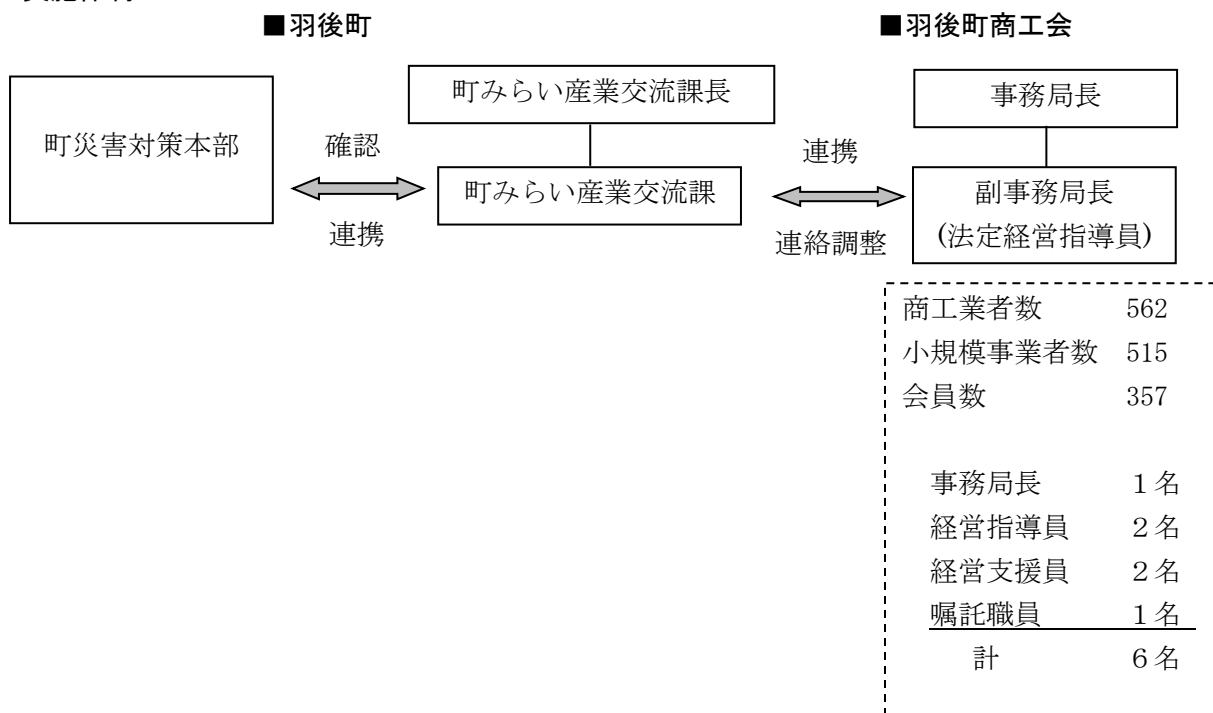 ■羽後町
■羽後町商工会
町災害対策本部
確認
連携
町みらい産業交流課長
町みらい産業交流課
連携
連絡調整
事務局長
副事務局長
(法定経営指導員)
商工業者数 562
小規模事業者数 515
会員数 357
事務局長 1名
経営指導員 2名
経営支援員 2名
嘱託職員 1名
計 6名